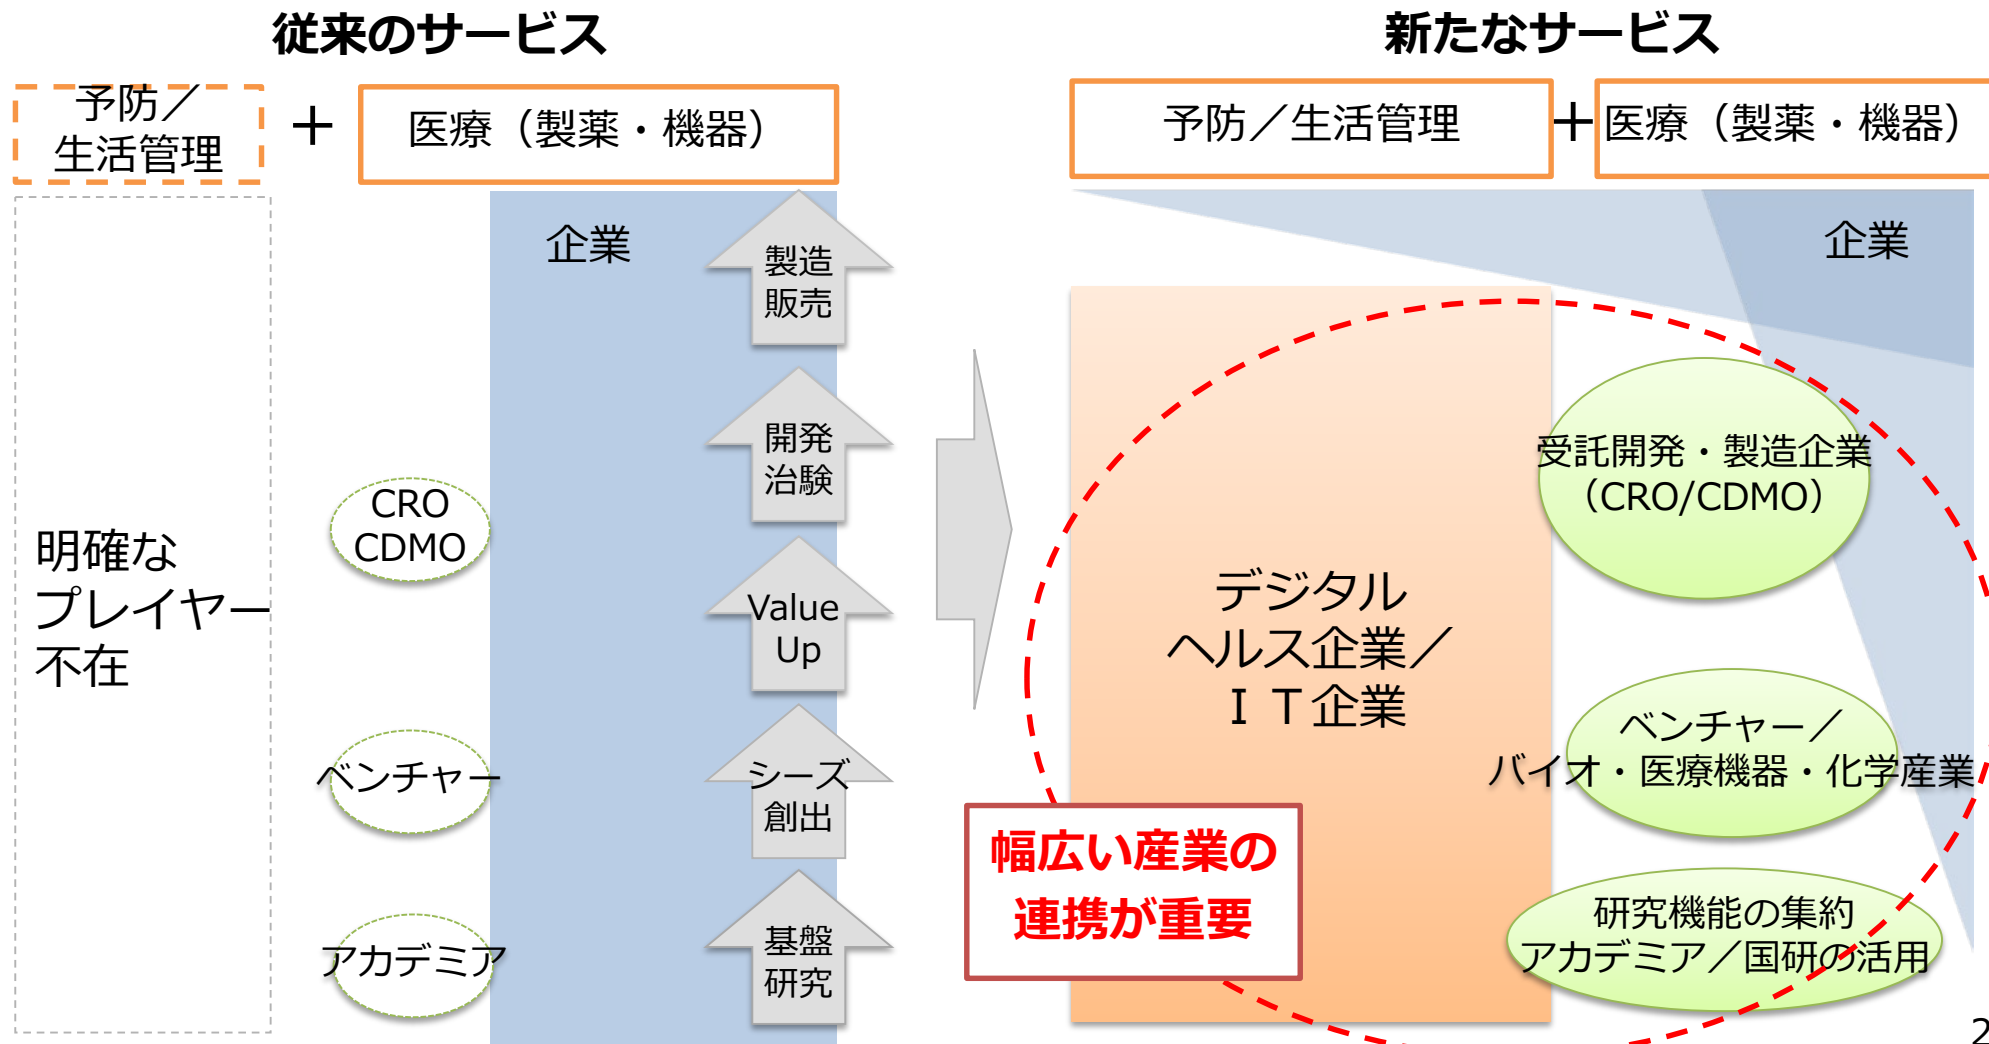 従来のサービス
予防／
生活管理
＋
医療（製薬・機器）
明確な
プレイヤー
不在
CRO
CDMO
ベンチャー
アカデミア
企業
製造
販売
開発
治験
Value
Up
シーズ
創出
基盤
研究
新たなサービス
予防／生活管理
＋
医療（製薬・機器）
企業
デジタル
ヘルス企業／
ＩＴ企業
受託開発・製造企業
（CRO/CDMO）
ベンチャー／
バイオ・医療機器・化学産業
研究機能の集約
アカデミア／国研の活用
幅広い産業の
連携が重要
2